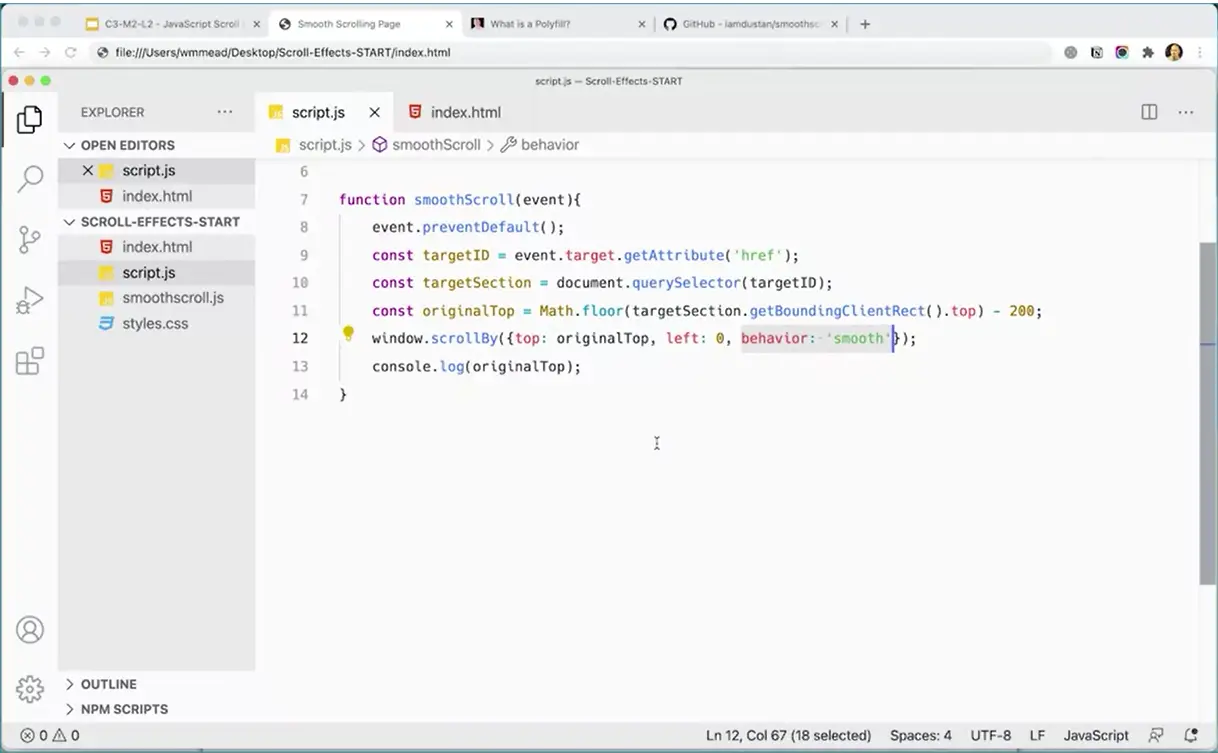 C3-M2-L2 - JavaScript Scroll
Smooth Scrolling Page
What is a Polyfill?
GitHub - iamdustan/smoothsc
file:///Users/wmmead/Desktop/Scroll-Effects-START/index.html
script.js — Scroll-Effects-START
EXPLORER
script.js
index.html
OPEN EDITORS
script.js > smoothScroll > behavior
script.js
index.html
SCROLL-EFFECTS-START
index.html
script.js
smoothscroll.js
styles.css
6
7 function smoothScroll(event){
8 event.preventDefault();
9 const targetID = event.target.getAttribute('href');
10 const targetSection = document.querySelector(targetID);
11 const originalTop = Math.floor(targetSection.getBoundingClientRect().top) - 200;
12 window.scrollBy({top: originalTop, left: 0, behavior: 'smooth'});
13 console.log(originalTop);
14 }
OUTLINE
NPM SCRIPTS
0 0 Ln 12, Col 67 (18 selected) Spaces: 4 UTF-8 LF JavaScript